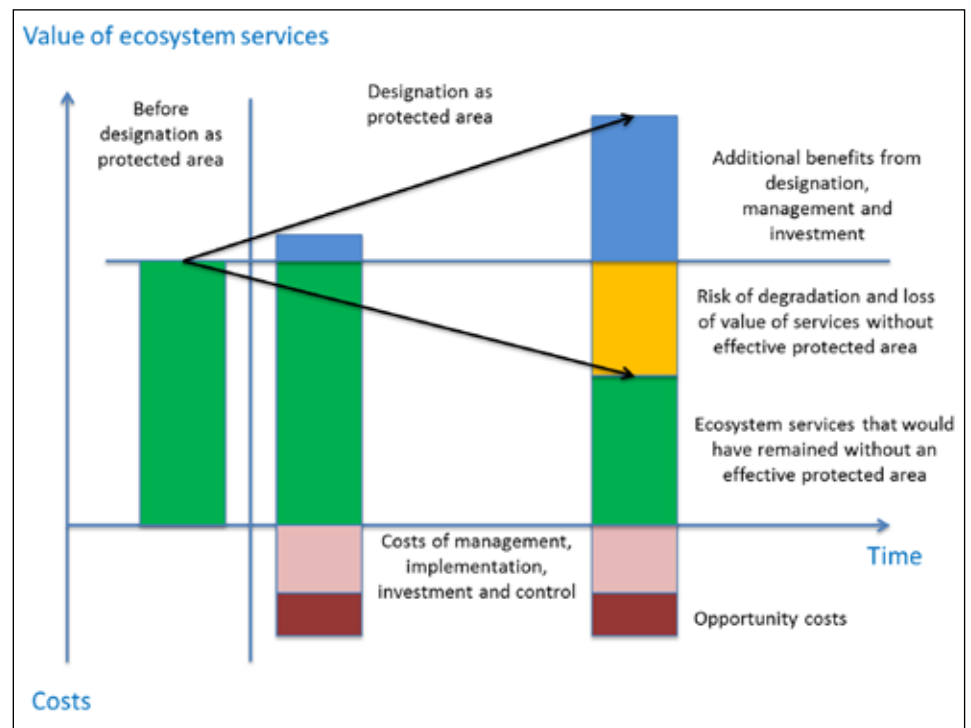 Value of ecosystem services
Before
designation as
protected area
Designation as
protected area
Additional benefits from
designation,
management and
investment
Risk of degradation and loss
of value of services without
effective protected area
Ecosystem services that would
have remained without an
effective protected area
Time
Costs of management,
implementation,
investment and control
Opportunity costs
Costs